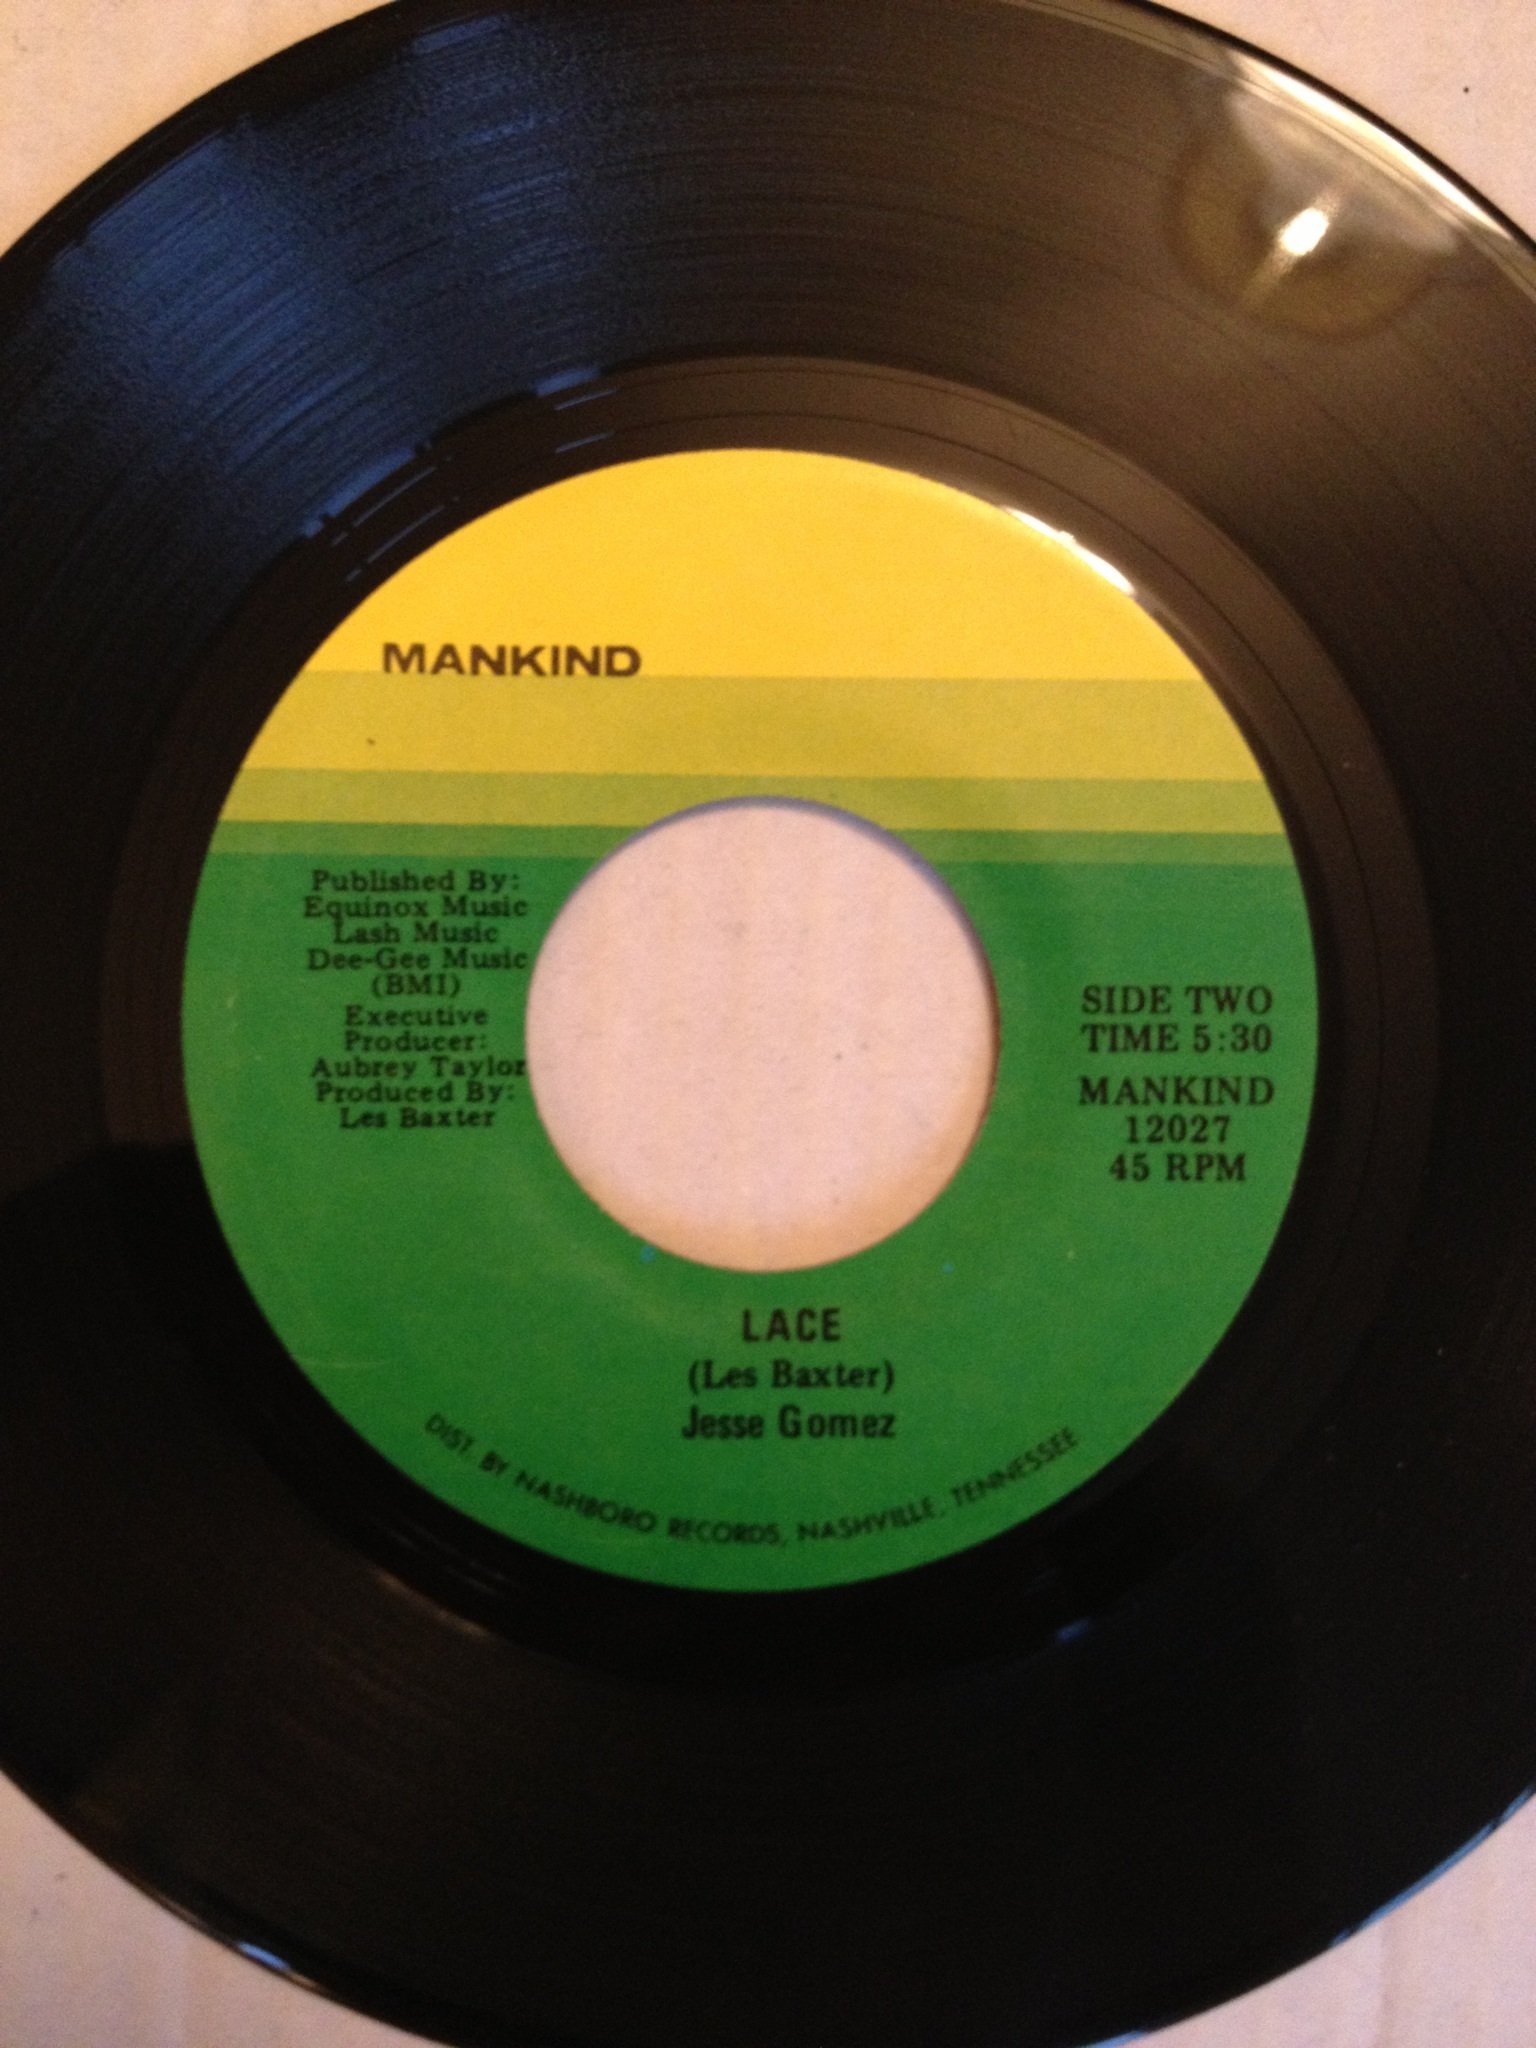 MANKIND
Published By:
Equinox Music
Lash Music
Dee-Gee Music
(BMI)
Executive
Producer:
Aubrey Taylor
Produced By:
Les Baxter
SIDE TWO
TIME 5:30
MANKIND
12027
45 RPM
LACE
(Les Baxter)
Jesse Gomez
DIST. BY NASHBORO RECORDS, NASHVILLE, TENNESSEE